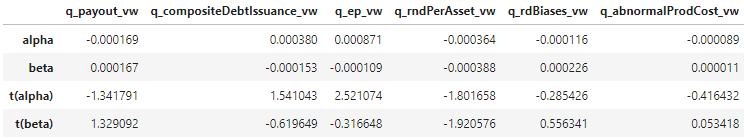 q_payout_vw q_compositeDebtIssuance_vw q_ep_vw q_rndPerAsset_vw q_rdBiases_vw q_abnormalProdCost_vw
alpha -0.000169 0.000380 0.000871 -0.000364 -0.000116 -0.000089
beta 0.000167 -0.000153 -0.000109 -0.000388 0.000226 0.000011
t(alpha) -1.341791 1.541043 2.521074 -1.801658 -0.285426 -0.416432
t(beta) 1.329092 -0.619649 -0.316648 -1.920576 0.556341 0.053418